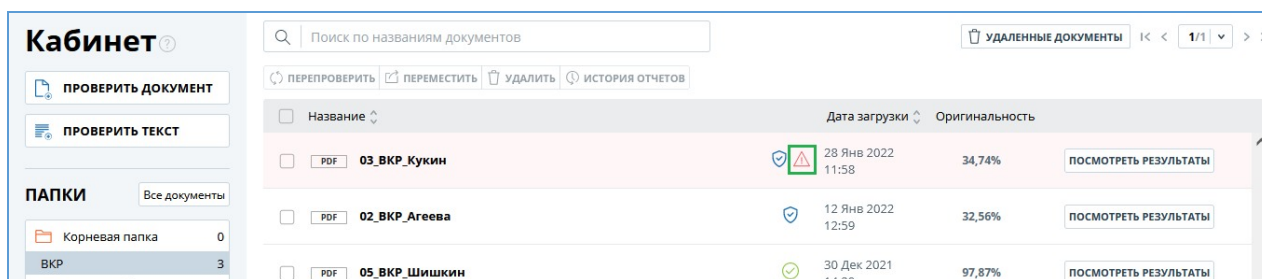 Кабинет
ПРОВЕРИТЬ ДОКУМЕНТ
ПРОВЕРИТЬ ТЕКСТ
ПАПКИ Все документы
Корневая папка 0
ВКР 3
Поиск по названиям документов
УДАЛЕННЫЕ ДОКУМЕНТЫ 1/1
ПЕРЕПРОВЕРИТЬ ПЕРЕМЕСТИТЬ УДАЛИТЬ ИСТОРИЯ ОТЧЕТОВ
Название Дата загрузки Оригинальность
PDF 03_ВКР_Кукин 28 Янв 2022 11:58 34,74% ПОСМОТРЕТЬ РЕЗУЛЬТАТЫ
PDF 02_ВКР_Агеева 12 Янв 2022 12:59 32,56% ПОСМОТРЕТЬ РЕЗУЛЬТАТЫ
PDF 05_ВКР_Шишкин 30 Дек 2021 97,87% ПОСМОТРЕТЬ РЕЗУЛЬТАТЫ